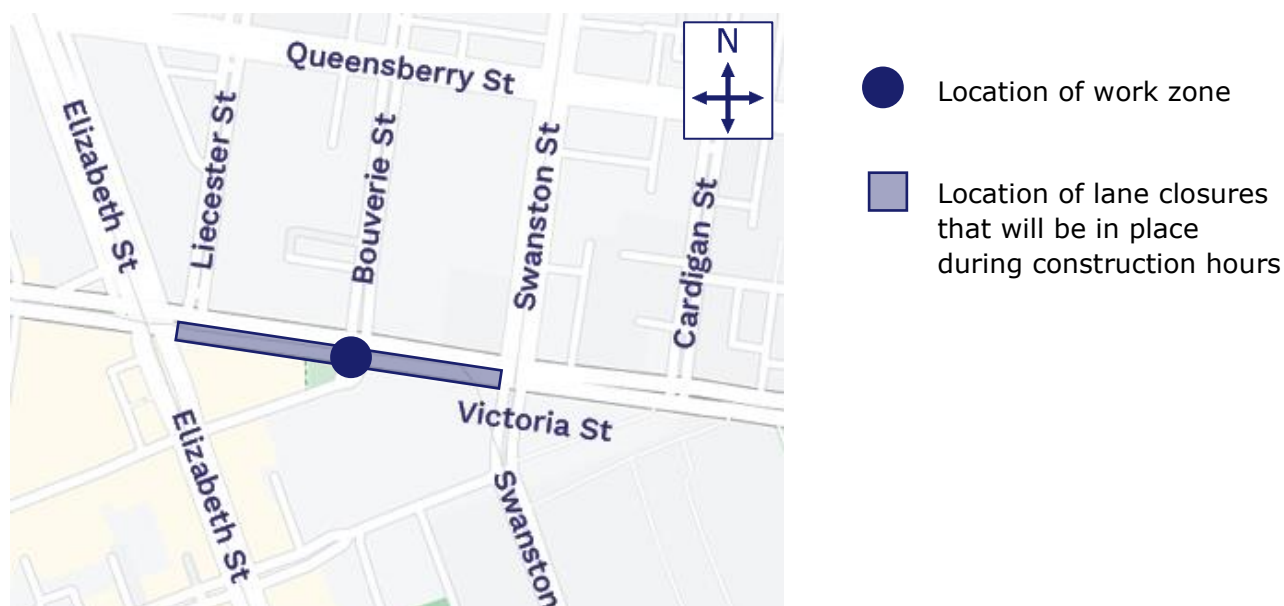 Queensberry St
N
Elizabeth St
Liecester St
Bouverie St
Swanston St
Cardigan St
Victoria St
Elizabeth St
Swanston
Location of work zone
Location of lane closures
that will be in place
during construction hours